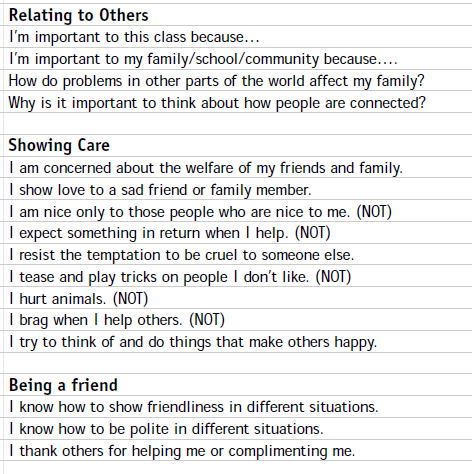 Relating to Others
I'm important to this class because...
I'm important to my family/school/community because....
How do problems in other parts of the world affect my family?
Why is it important to think about how people are connected?
Showing Care
I am concerned about the welfare of my friends and family.
I show love to a sad friend or family member.
I am nice only to those people who are nice to me. (NOT)
I expect something in return when I help. (NOT)
I resist the temptation to be cruel to someone else.
I tease and play tricks on people I don't like. (NOT)
I hurt animals. (NOT)
I brag when I help others. (NOT)
I try to think of and do things that make others happy.
Being a friend
I know how to show friendliness in different situations.
I know how to be polite in different situations.
I thank others for helping me or complimenting me.